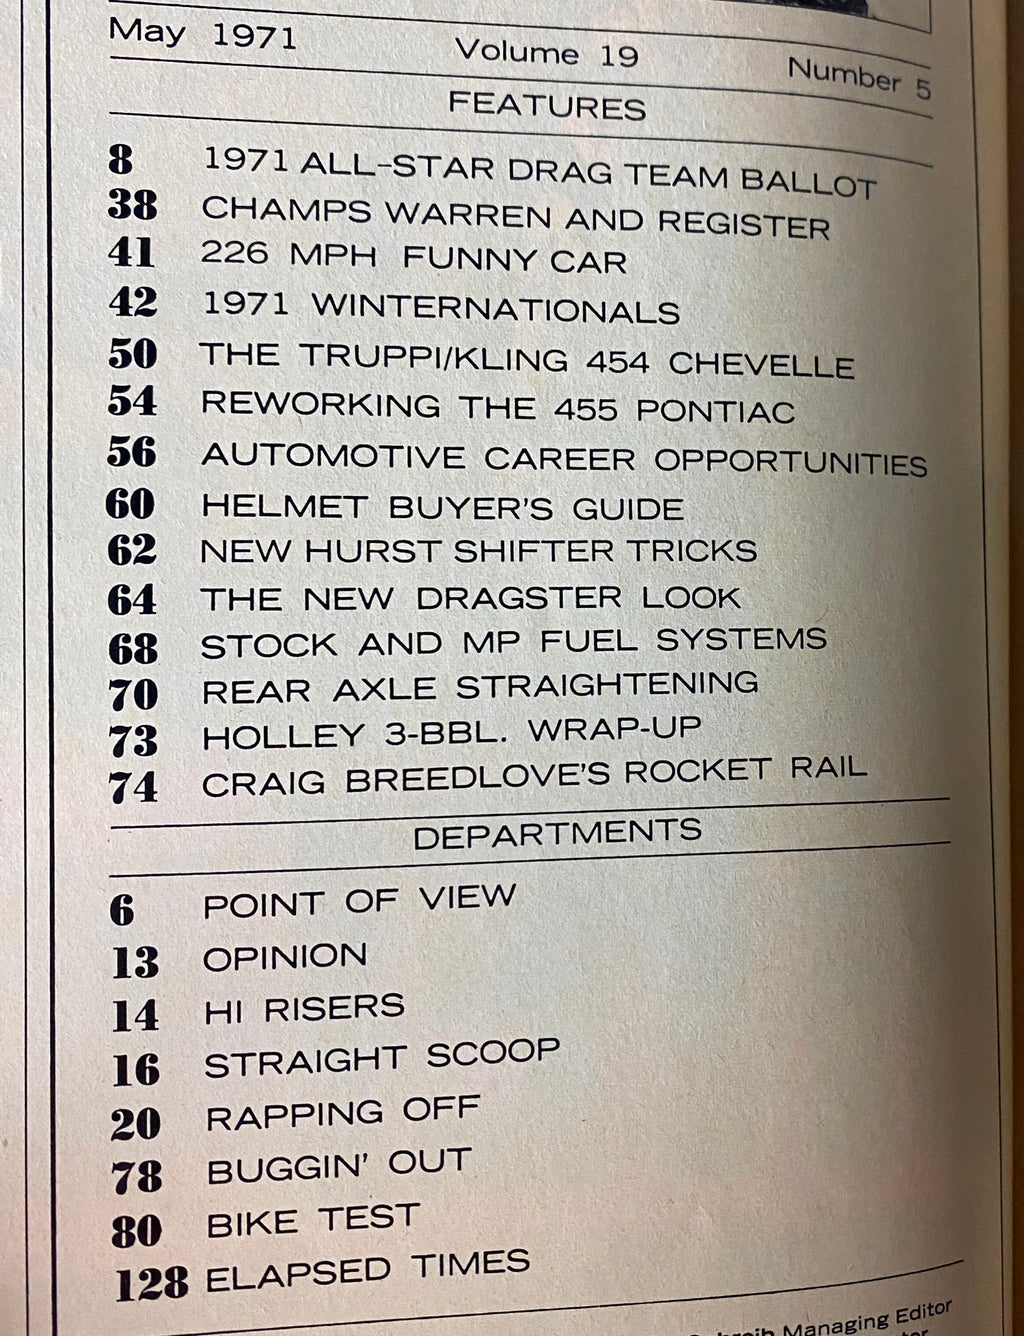 May 1971 Volume 19 Number 5
FEATURES
8 1971 ALL-STAR DRAG TEAM BALLOT
38 CHAMPS WARREN AND REGISTER
41 226 MPH FUNNY CAR
42 1971 WINTERNATIONALS
50 THE TRUPPI/KLING 454 CHEVELLE
54 REWORKING THE 455 PONTIAC
56 AUTOMOTIVE CAREER OPPORTUNITIES
60 HELMET BUYER'S GUIDE
62 NEW HURST SHIFTER TRICKS
64 THE NEW DRAGSTER LOOK
68 STOCK AND MP FUEL SYSTEMS
70 REAR AXLE STRAIGHTENING
73 HOLLEY 3-BBL. WRAP-UP
74 CRAIG BREEDLOVE'S ROCKET RAIL
DEPARTMENTS
6 POINT OF VIEW
13 OPINION
14 HI RISERS
16 STRAIGHT SCOOP
20 RAPPING OFF
78 BUGGIN' OUT
80 BIKE TEST
128 ELAPSED TIMES
Managing Editor